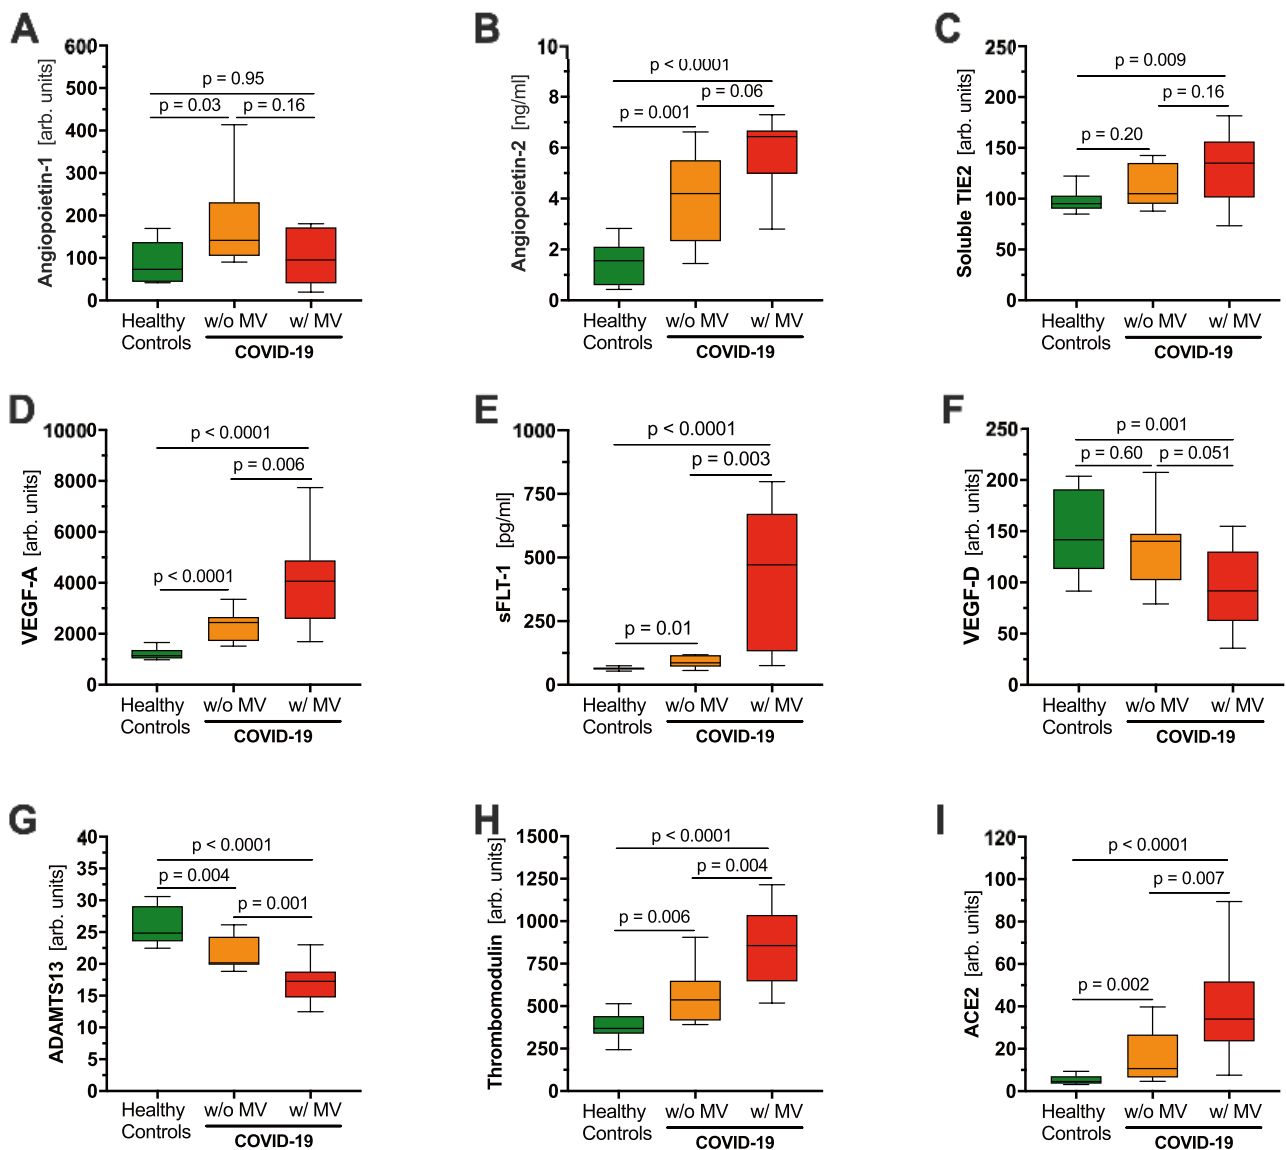 A
Angiopoietin-1 [arb. units]
600
500
400
300
200
100
0
p = 0.95
p = 0.03
p = 0.16
Healthy
Controls
w/o MV
w/ MV
COVID-19
B
Angiopoietin-2 [ng/ml]
10
8
6
4
2
0
p < 0.0001
p = 0.06
p = 0.001
Healthy
Controls
w/o MV
w/ MV
COVID-19
C
Soluble TIE2 [arb. units]
250
200
150
100
50
0
p = 0.009
p = 0.16
p = 0.20
Healthy
Controls
w/o MV
w/ MV
COVID-19
D
VEGF-A [arb. units]
10000
8000
6000
4000
2000
0
p < 0.0001
p = 0.006
p < 0.0001
Healthy
Controls
w/o MV
w/ MV
COVID-19
E
sFLT-1 [pg/ml]
1000
750
500
250
0
p < 0.0001
p = 0.003
p = 0.01
Healthy
Controls
w/o MV
w/ MV
COVID-19
F
VEGF-D [arb. units]
250
200
150
100
50
0
p = 0.001
p = 0.60
p = 0.051
Healthy
Controls
w/o MV
w/ MV
COVID-19
G
ADAMTS13 [arb. units]
40
35
30
25
20
15
10
5
0
p < 0.0001
p = 0.004
p = 0.001
Healthy
Controls
w/o MV
w/ MV
COVID-19
H
Thrombomodulin [arb. units]
1500
1250
1000
750
500
250
0
p < 0.0001
p = 0.004
p = 0.006
Healthy
Controls
w/o MV
w/ MV
COVID-19
I
ACE2 [arb. units]
120
100
80
60
40
20
0
p < 0.0001
p = 0.007
p = 0.002
Healthy
Controls
w/o MV
w/ MV
COVID-19